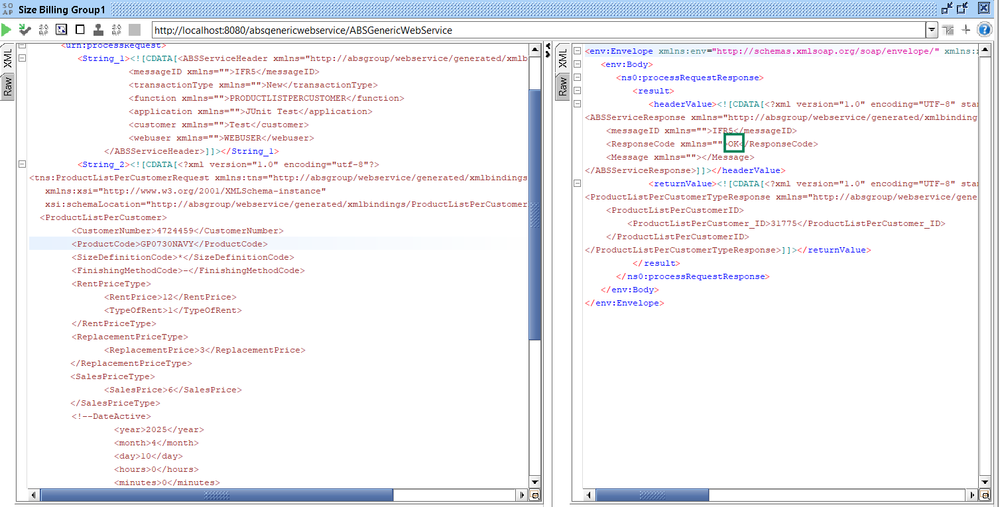 SO
AP
Size Billing Group1
http://localhost:8080/absgenericwebservice/ABSGenericWebService
XML
Raw
<urn:processRequest>
<String_1><![CDATA[<ABSServiceHeader xmlns="http://absgroup/webservice/generated/xmlb
<messageID xmlns="">IFR5</messageID>
<transactionType xmlns="">New</transactionType>
<function xmlns="">PRODUCTLISTPERCUSTOMER</function>
<application xmlns="">JUnit Test</application>
<customer xmlns="">Test</customer>
<webuser xmlns="">WEBUSER</webuser>
</ABSServiceHeader>]]></String_1>
<String_2><![CDATA[<?xml version="1.0" encoding="utf-8"?>
<tns:ProductListPerCustomerRequest xmlns:tns="http://absgroup/webservice/generated/xmlbindings
xmlns:xsi="http://www.w3.org/2001/XMLSchema-instance"
xsi:schemaLocation="http://absgroup/webservice/generated/xmlbindings/ProductListPerCustomer
<ProductListPerCustomer>
<CustomerNumber>4724459</CustomerNumber>
<ProductCode>GP0730NAVY</ProductCode>
<SizeDefinitionCode>*</SizeDefinitionCode>
<FinishingMethodCode>-</FinishingMethodCode>
<RentPriceType>
<RentPrice>12</RentPrice>
<TypeOfRent>1</TypeOfRent>
</RentPriceType>
<ReplacementPriceType>
<ReplacementPrice>3</ReplacementPrice>
</ReplacementPriceType>
<SalesPriceType>
<SalesPrice>6</SalesPrice>
</SalesPriceType>
<!--DateActive>
<year>2025</year>
<month>4</month>
<day>10</day>
<hours>0</hours>
<minutes>0</minutes>
XML
Raw
<env:Envelope xmlns:env="http://schemas.xmlsoap.org/soap/envelope/" xmlns:
<env:Body>
<ns0:processRequestResponse>
<result>
<headerValue><![CDATA[<?xml version="1.0" encoding="UTF-8" sta
<ABSServiceResponse xmlns="http://absgroup/webservice/generated/xmlbinding
<messageID xmlns="">IFR5</messageID>
<ResponseCode xmlns="">OK</ResponseCode>
<Message xmlns=""></Message>
</ABSServiceResponse>]]></headerValue>
<returnValue><![CDATA[<?xml version="1.0" encoding="UTF-8" sta
<ProductListPerCustomerTypeResponse xmlns="http://absgroup/webservice/gene
<ProductListPerCustomerID>
<ProductListPerCustomer_ID>31775</ProductListPerCustomer_ID>
</ProductListPerCustomerID>
</ProductListPerCustomerTypeResponse>]]></returnValue>
</result>
</ns0:processRequestResponse>
</env:Body>
</env:Envelope>